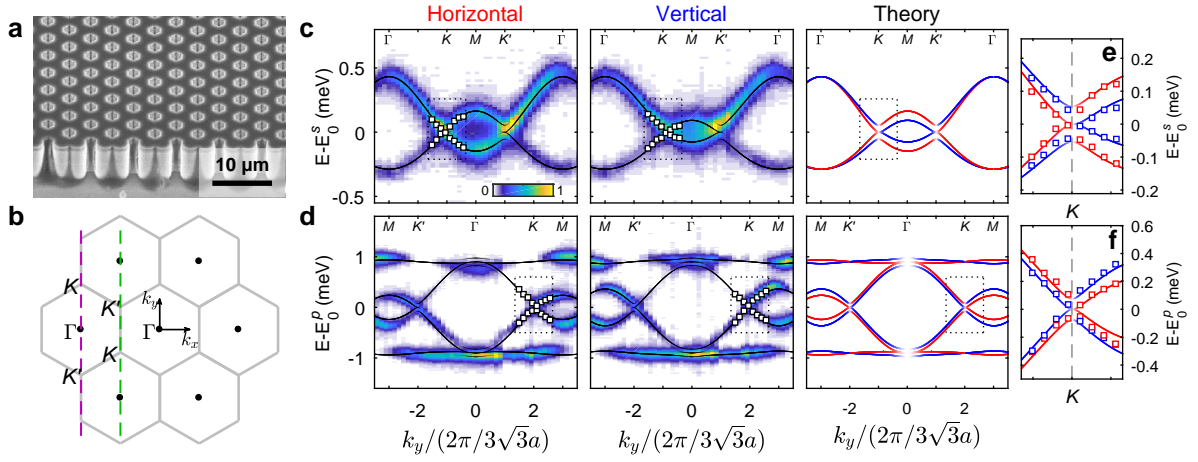 a
10 μm
b
K
K'
k_y
Γ
Γ
k_x
K
K'
Horizontal
Vertical
Theory
c
Γ K M K' Γ
Γ K M K' Γ
Γ K M K' Γ
E-E_0^s (meV)
0.5
0
-0.5
0 1
e
0.2
0.1
0
-0.1
-0.2
E-E_0^s (meV)
K
d
M K' Γ K M
M K' Γ K M
M K' Γ K M
E-E_0^p (meV)
1
0
-1
f
0.6
0.4
0.2
0
-0.2
-0.4
E-E_0^p (meV)
K
-2 0 2
-2 0 2
-2 0 2
k_y/(2π/3√3a)
k_y/(2π/3√3a)
k_y/(2π/3√3a)